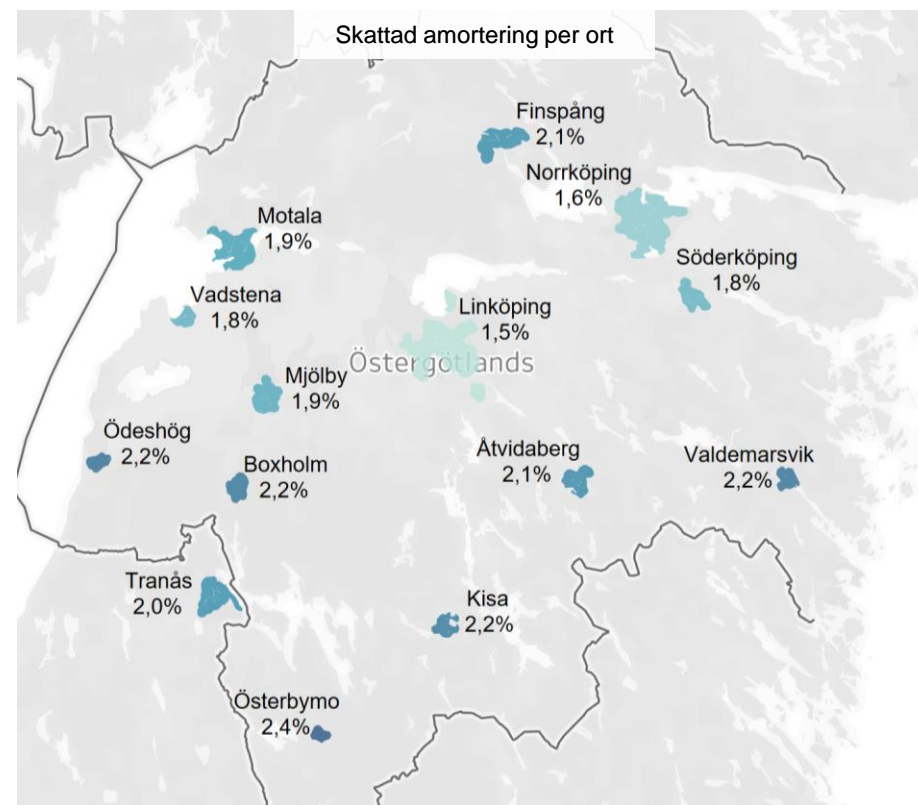 Skattad amortering per ort
Finspång
2,1%
Norrköping
1,6%
Motala
1,9%
Söderköping
1,8%
Vadstena
1,8%
Linköping
1,5%
Östergötlands
Mjölby
1,9%
Ödeshög
2,2%
Boxholm
2,2%
Åtvidaberg
2,1%
Valdemarsvik
2,2%
Tranås
2,0%
Kisa
2,2%
Österbymo
2,4%